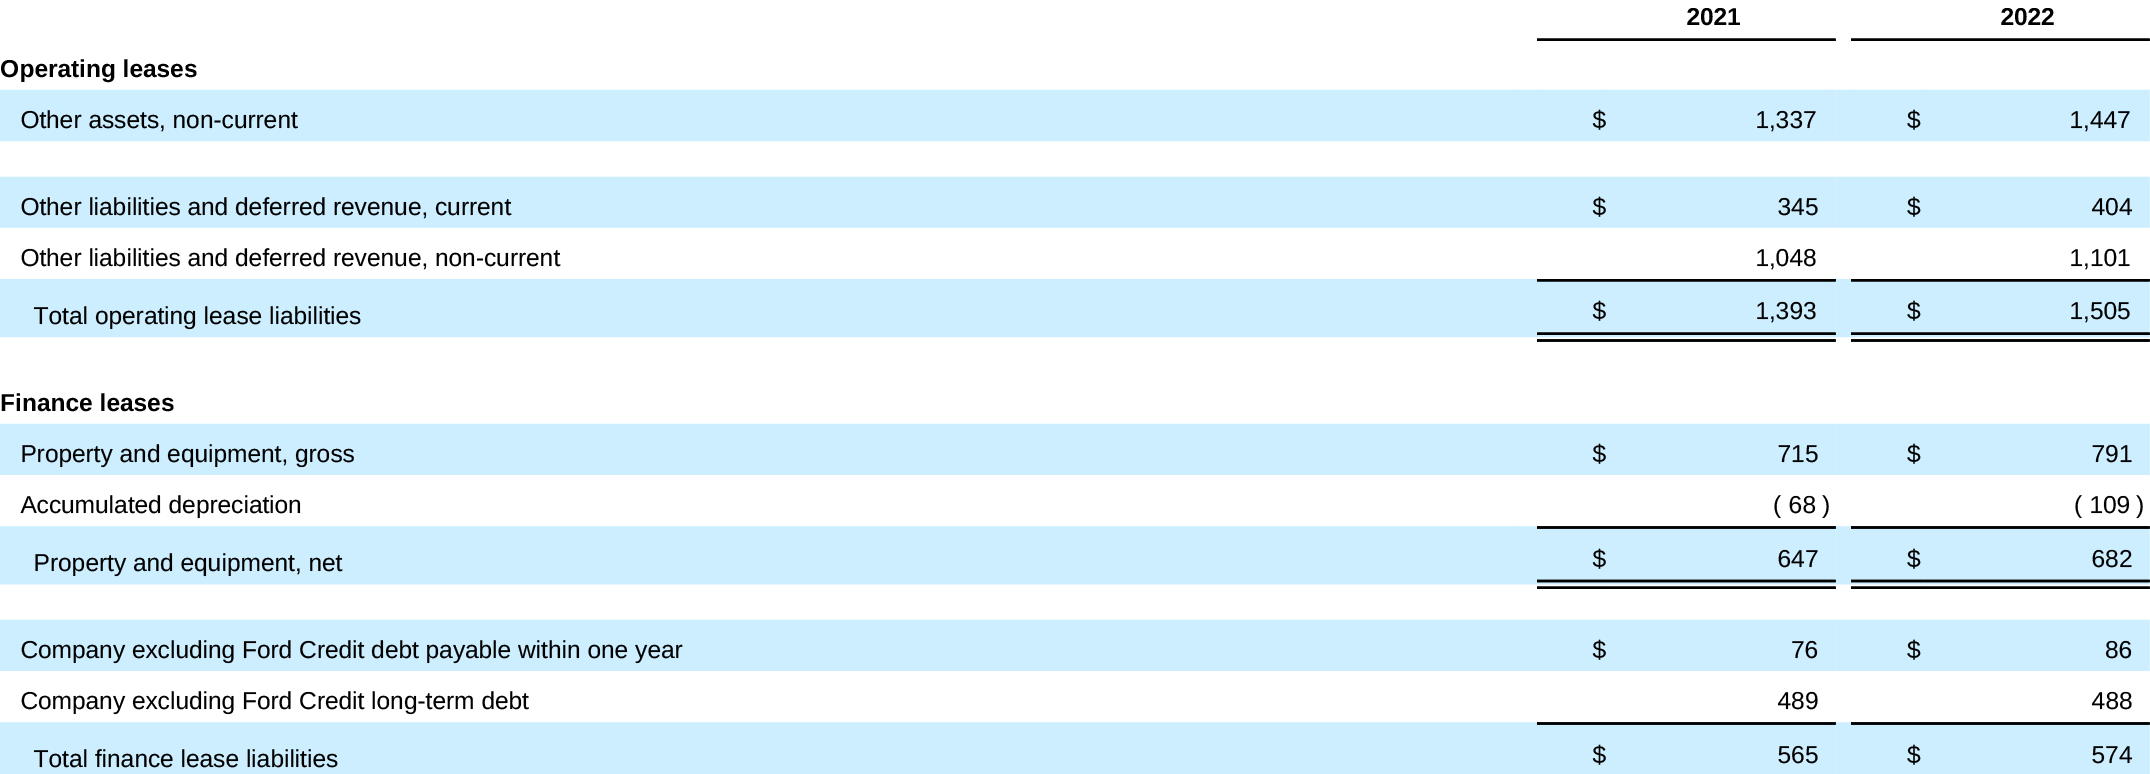 2021 2022
Operating leases
Other assets, non-current $ 1,337 $ 1,447
Other liabilities and deferred revenue, current $ 345 $ 404
Other liabilities and deferred revenue, non-current 1,048 1,101
Total operating lease liabilities $ 1,393 $ 1,505
Finance leases
Property and equipment, gross $ 715 $ 791
Accumulated depreciation ( 68 ) ( 109 )
Property and equipment, net $ 647 $ 682
Company excluding Ford Credit debt payable within one year $ 76 $ 86
Company excluding Ford Credit long-term debt 489 488
Total finance lease liabilities $ 565 $ 574